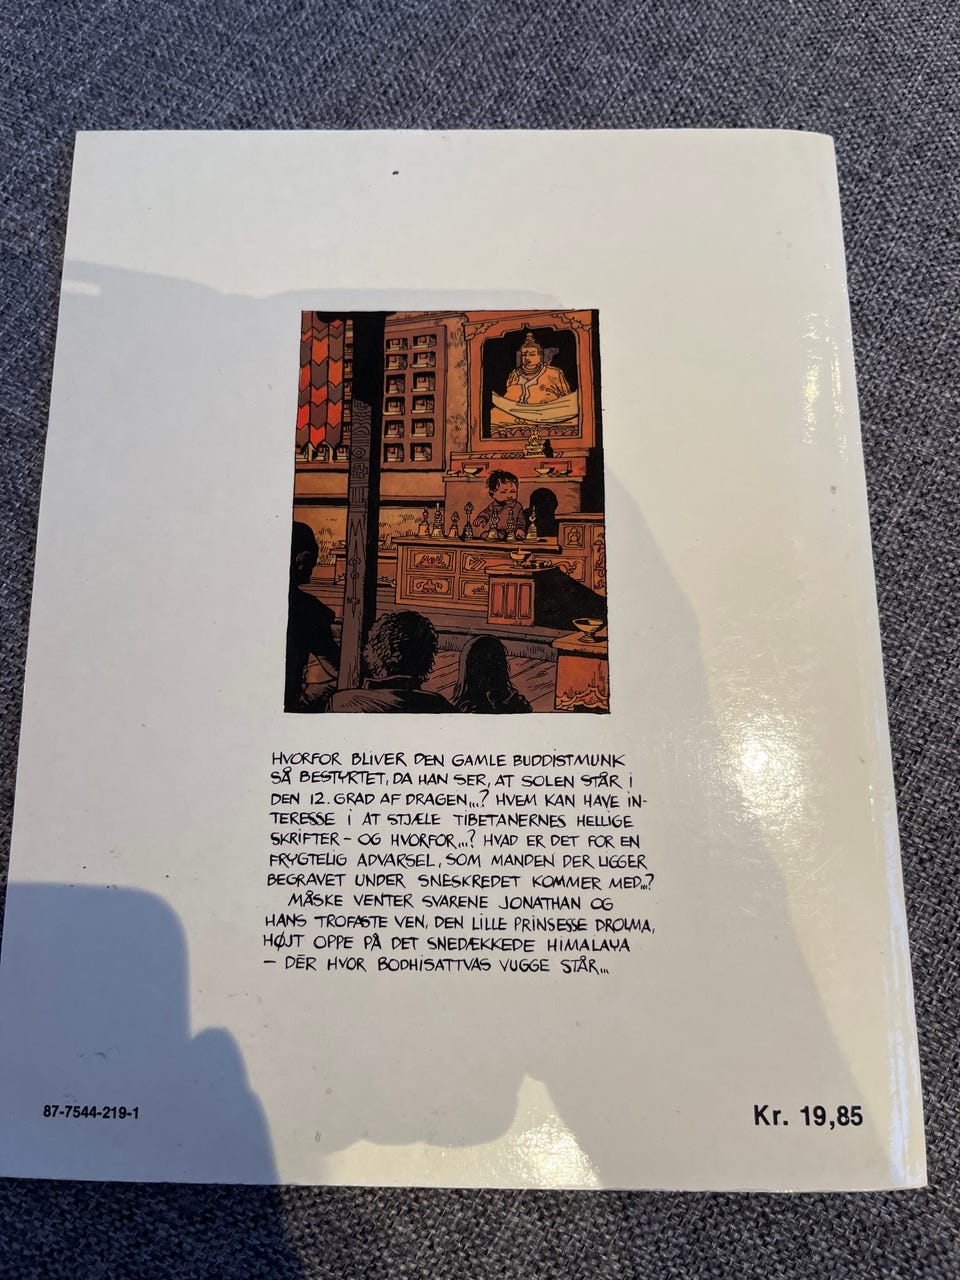 HVORFOR BLIVER DEN GAMLE BUDDISTMUNK
SÅ BESTYRTET, DA HAN SER, AT SOLEN STÅR I
DEN 12. GRAD AF DRAGEN...? HVEM KAN HAVE IN-
TERESSE I AT STJÆLE TIBETANERNES HELLIGE
SKRIFTER – OG HVORFOR...? HVAD ER DET FOR EN
FRYGTELIG ADVARSEL, SOM MANDEN DER LIGGER
BEGRAVET UNDER SNESKREDET KOMMER MED...?
MÅSKE VENTER SVARENE JONATHAN OG
HANS TROFASTE VEN, DEN LILLE PRINSESSE DROLMA,
HØJT OPPE PÅ DET SNEDÆKKEDE HIMALAYA
– DÉR HVOR BODHISATTVAS VUGGE STÅR...
87-7544-219-1
Kr. 19,85